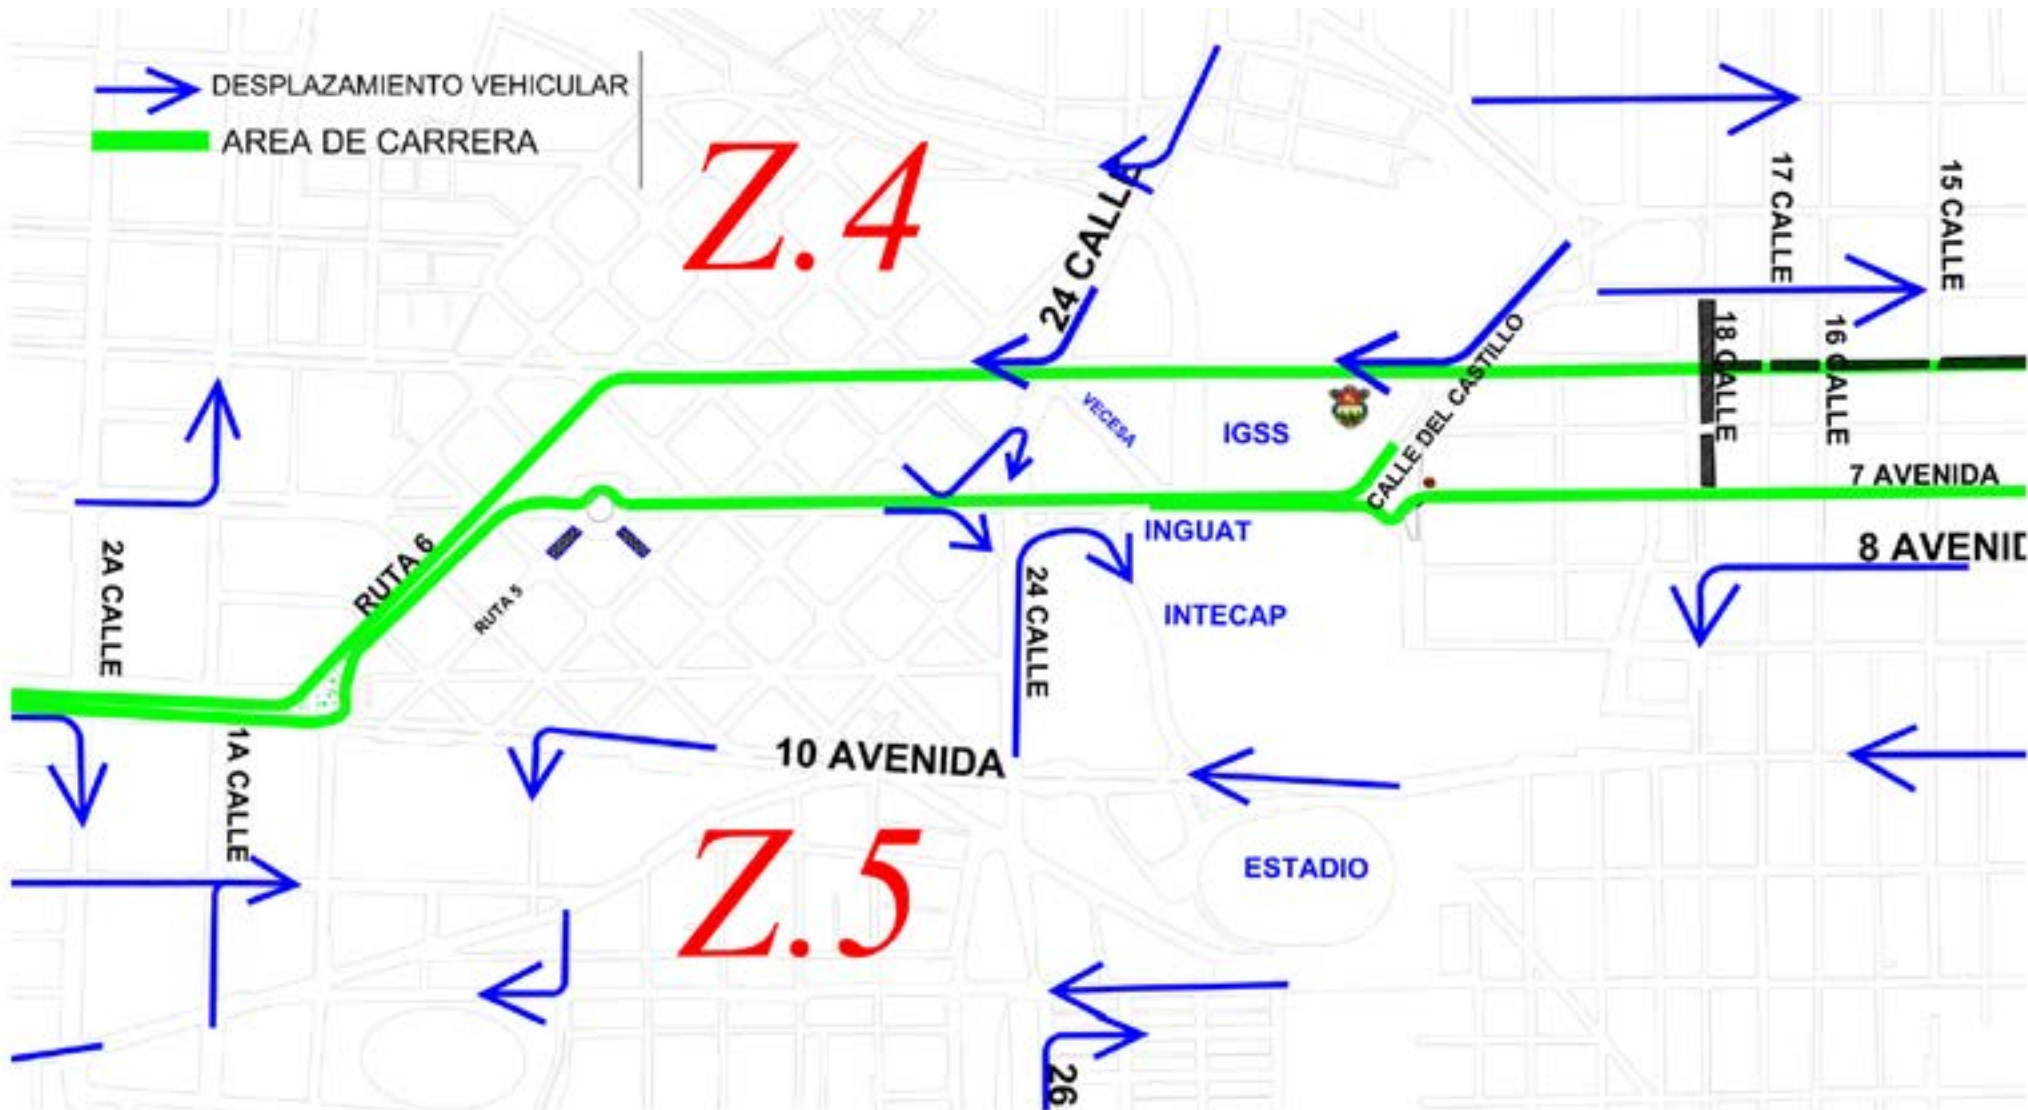 DESPLAZAMIENTO VEHICULAR
AREA DE CARRERA
Z.4
24 CALLA
17 CALLE
15 CALLE
18 CALLE
16 CALLE
CALLE DEL CASTILLO
VECESA
IGSS
7 AVENIDA
INGUAT
8 AVENID
2A CALLE
RUTA 6
RUTA 5
24 CALLE
INTECAP
1A CALLE
10 AVENIDA
Z.5
ESTADIO
26